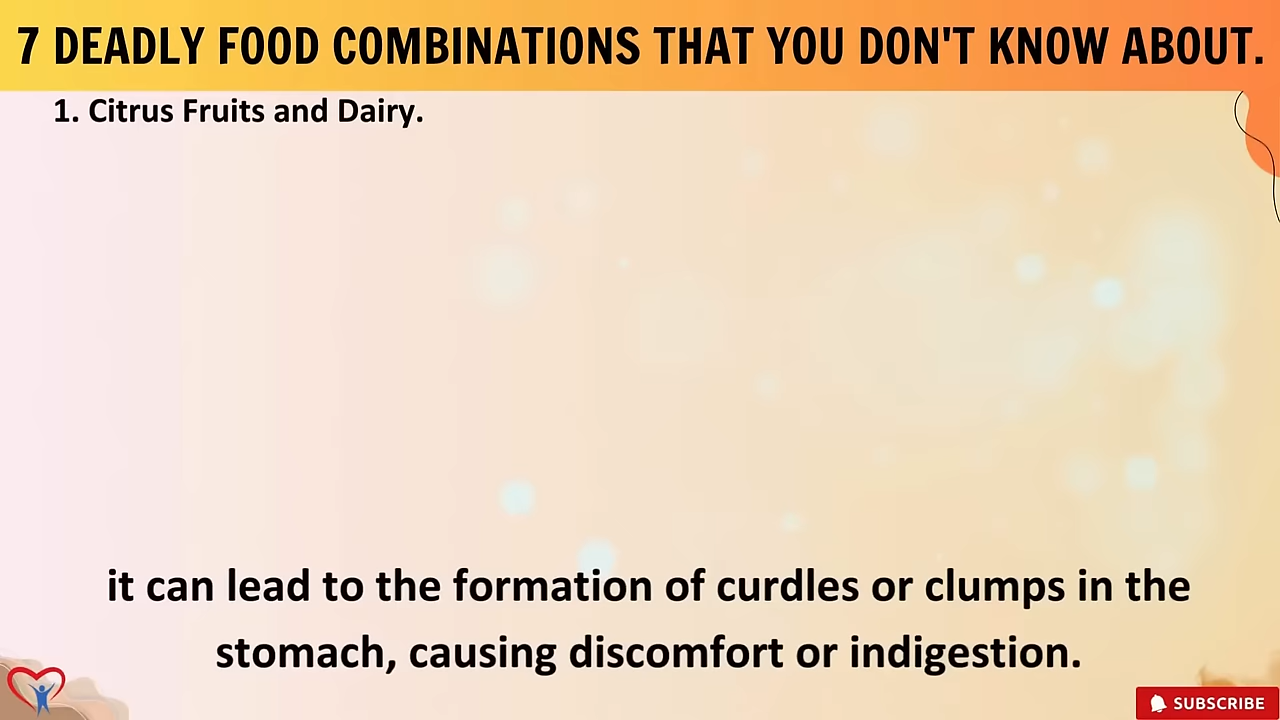 7 DEADLY FOOD COMBINATIONS THAT YOU DON'T KNOW ABOUT.
1. Citrus Fruits and Dairy.
it can lead to the formation of curdles or clumps in the
stomach, causing discomfort or indigestion.
SUBSCRIBE